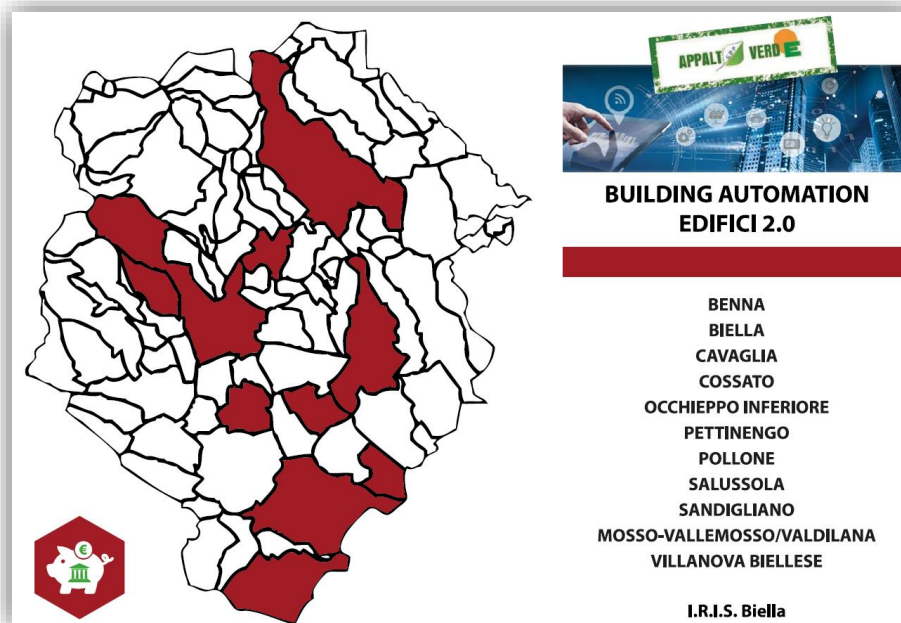 APPALTO VERDE
BUILDING AUTOMATION
EDIFICI 2.0
BENNA
BIELLA
CAVAGLIA
COSSATO
OCCHIEPPO INFERIORE
PETTINENGO
POLLONE
SALUSSOLA
SANDIGLIANO
MOSSO-VALLEMOSSO/VALDILANA
VILLANOVA BIELLESE
€
I.R.I.S. Biella